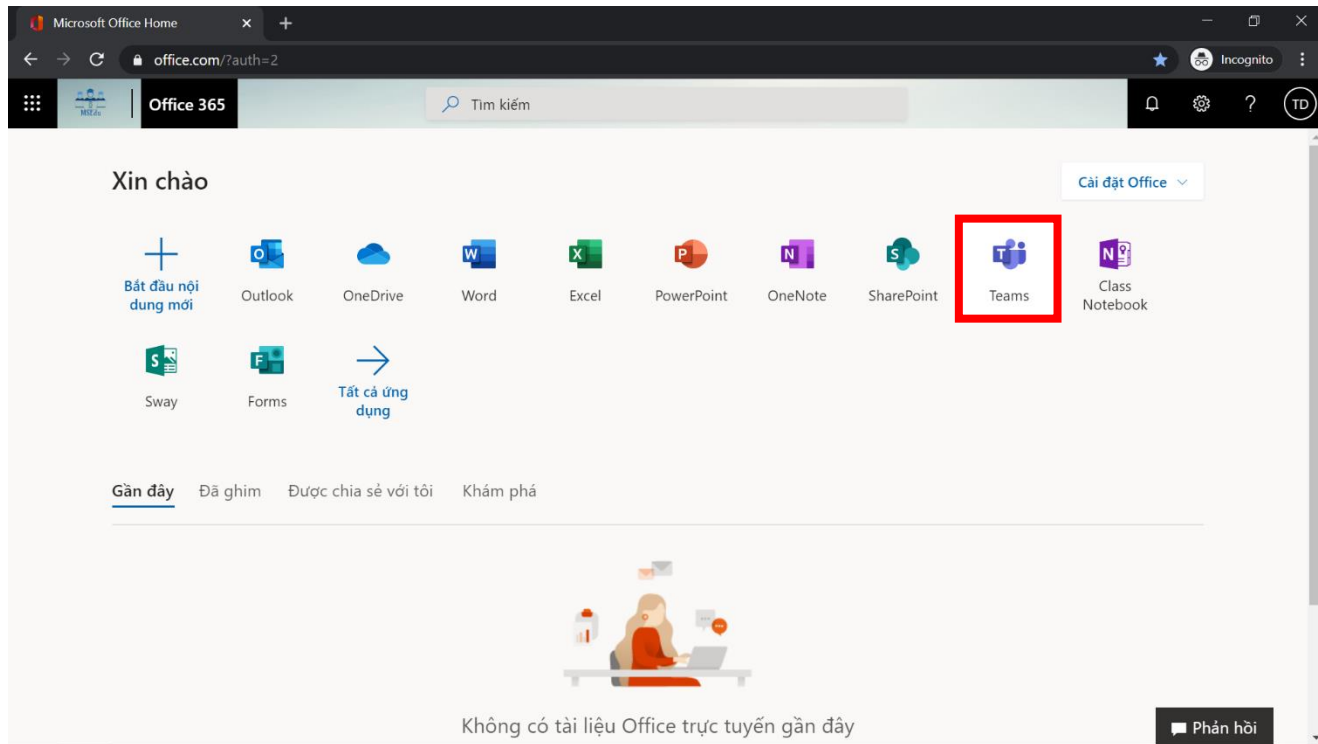 Microsoft Office Home
office.com/?auth=2
Incognito
MSEdu
Office 365
Tìm kiếm
?
TD
Xin chào
Cài đặt Office
Bắt đầu nội
dung mới
Outlook
OneDrive
Word
Excel
PowerPoint
OneNote
SharePoint
Teams
Class
Notebook
Sway
Forms
Tất cả ứng
dụng
Gần đây Đã ghim Được chia sẻ với tôi Khám phá
Không có tài liệu Office trực tuyến gần đây
Phản hồi